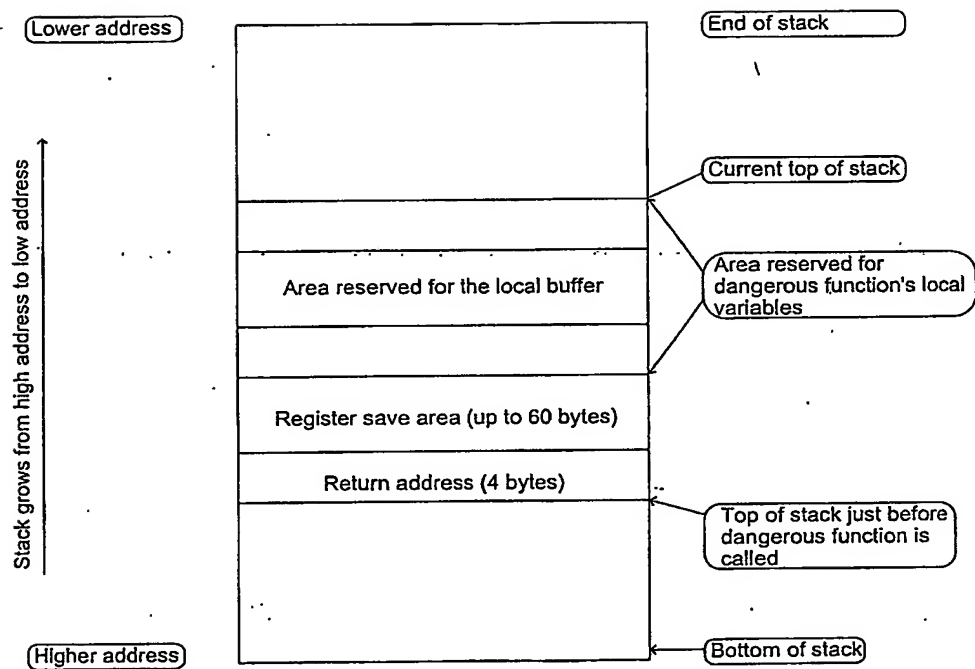 Lower address
End of stack
Stack grows from high address to low address
Current top of stack
Area reserved for the local buffer
Area reserved for
dangerous function's local
variables
Register save area (up to 60 bytes)
Return address (4 bytes)
Top of stack just before
dangerous function is
called
Higher address
Bottom of stack